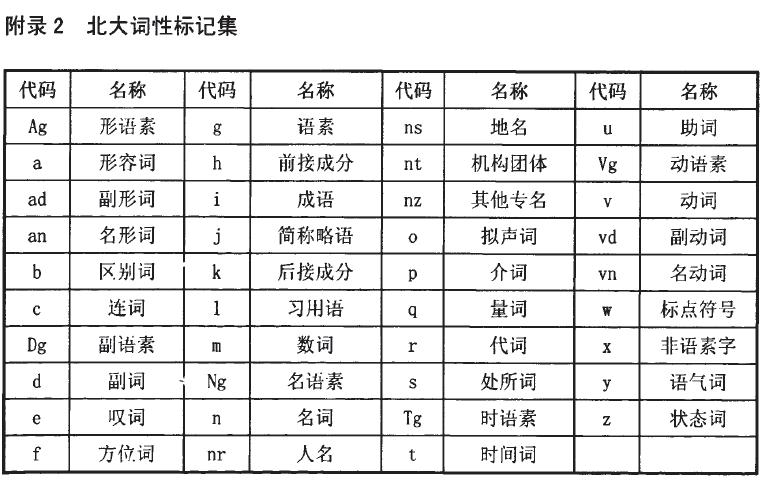 附录2 北大词性标记集
代码 名称 代码 名称 代码 名称 代码 名称
Ag 形语素 g 语素 ns 地名 u 助词
a 形容词 h 前接成分 nt 机构团体 Vg 动语素
ad 副形词 i 成语 nz 其他专名 v 动词
an 名形词 j 简称略语 o 拟声词 vd 副动词
b 区别词 k 后接成分 p 介词 vn 名动词
c 连词 l 习用语 q 量词 w 标点符号
Dg 副语素 m 数词 r 代词 x 非语素字
d 副词 Ng 名语素 s 处所词 y 语气词
e 叹词 n 名词 Tg 时语素 z 状态词
f 方位词 nr 人名 t 时间词